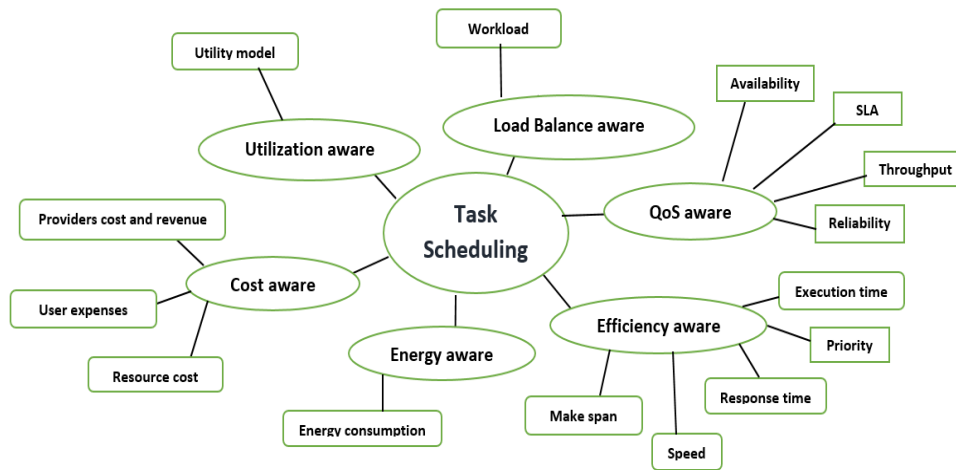 Workload
Utility model
Availability
SLA
Load Balance aware
Utilization aware
Throughput
Task
Scheduling
QoS aware
Providers cost and revenue
Reliability
Cost aware
Execution time
User expenses
Efficiency aware
Priority
Energy aware
Resource cost
Response time
Make span
Energy consumption
Speed